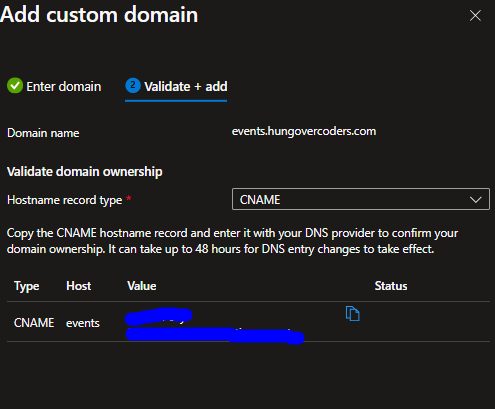 Add custom domain
Enter domain
2 Validate + add
Domain name events.hungovercoders.com
Validate domain ownership
Hostname record type * CNAME
Copy the CNAME hostname record and enter it with your DNS provider to confirm your
domain ownership. It can take up to 48 hours for DNS entry changes to take effect.
Type Host Value Status
CNAME events